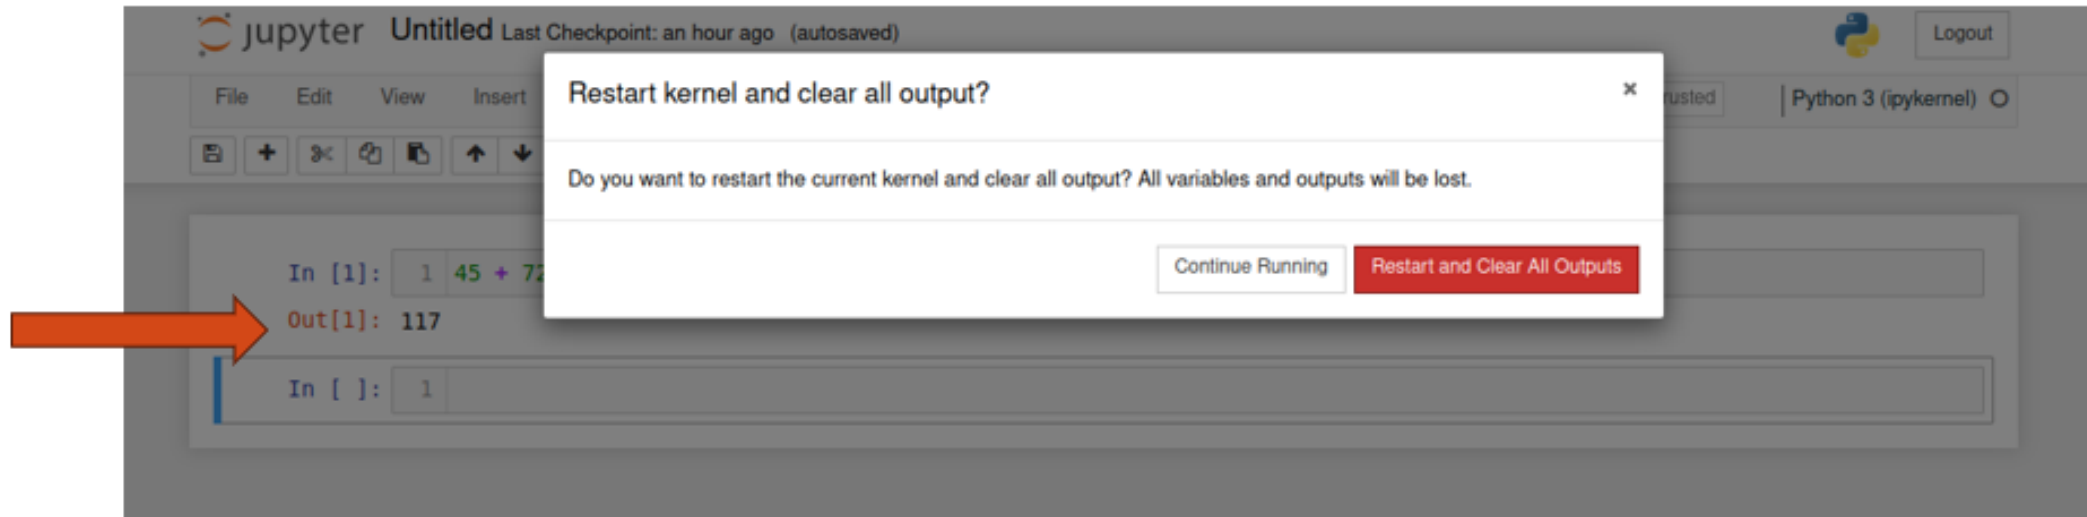 jupyter Untitled Last Checkpoint: an hour ago (autosaved)
Logout
File Edit View Insert
rusted
Python 3 (ipykernel)
Restart kernel and clear all output?
Do you want to restart the current kernel and clear all output? All variables and outputs will be lost.
Continue Running Restart and Clear All Outputs
In [1]: 1 45 + 72
Out[1]: 117
In [ ]: 1